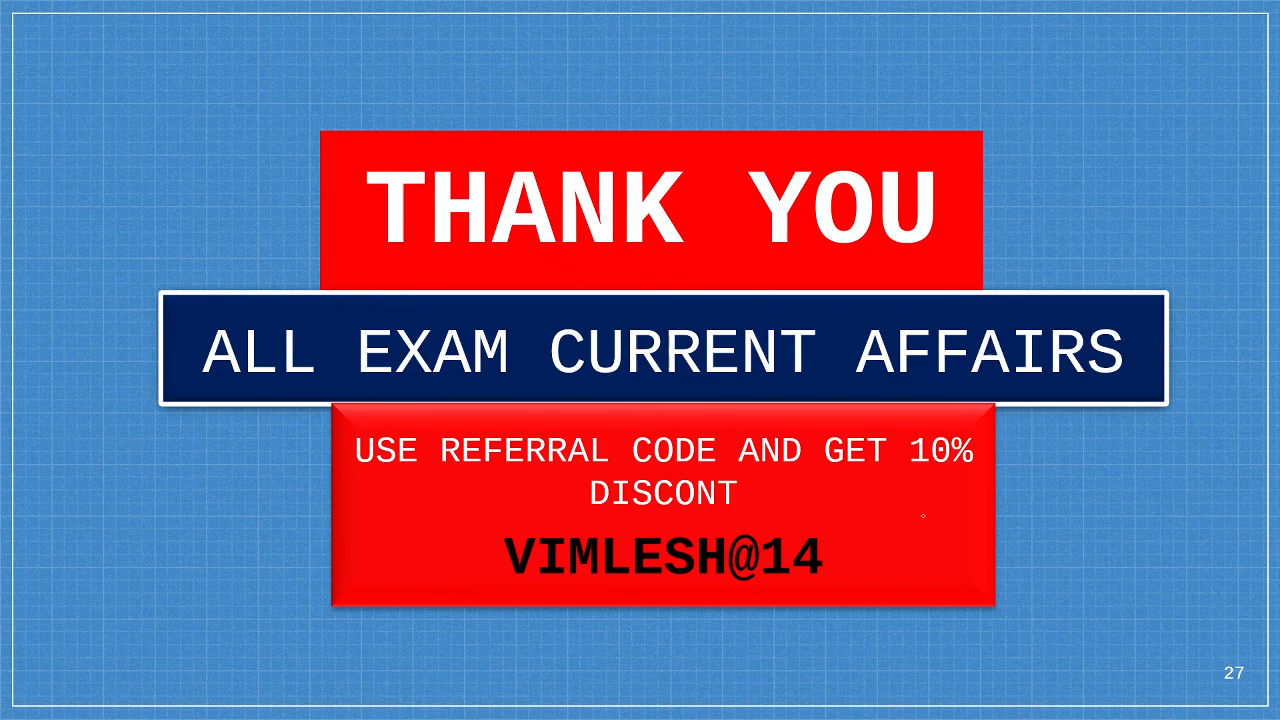 THANK YOU
ALL EXAM CURRENT AFFAIRS
USE REFERRAL CODE AND GET 10%
DISCONT
VIMLESH@14
27